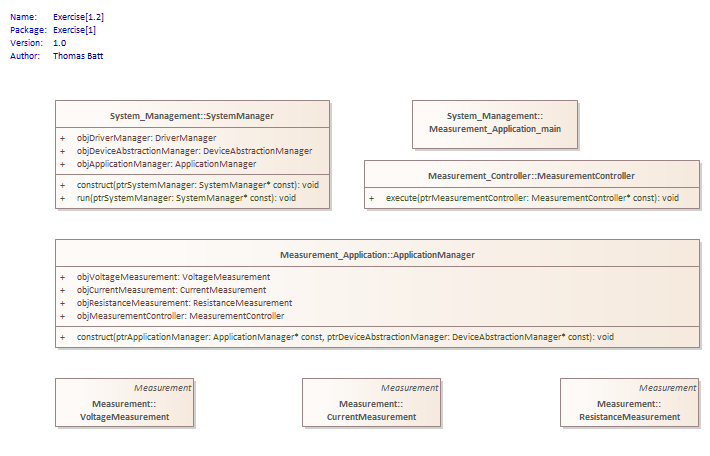 Name: Exercise[1.2]
Package: Exercise[1]
Version: 1.0
Author: Thomas Batt
System_Management::SystemManager
+ objDriverManager: DriverManager
+ objDeviceAbstractionManager: DeviceAbstractionManager
+ objApplicationManager: ApplicationManager
+ construct(ptrSystemManager: SystemManager* const): void
+ run(ptrSystemManager: SystemManager* const): void
System_Management::
Measurement_Application_main
Measurement_Controller::MeasurementController
+ execute(ptrMeasurementController: MeasurementController* const): void
Measurement_Application::ApplicationManager
+ objVoltageMeasurement: VoltageMeasurement
+ objCurrentMeasurement: CurrentMeasurement
+ objResistanceMeasurement: ResistanceMeasurement
+ objMeasurementController: MeasurementController
+ construct(ptrApplicationManager: ApplicationManager* const, ptrDeviceAbstractionManager: DeviceAbstractionManager* const): void
Measurement
Measurement::
VoltageMeasurement
Measurement
Measurement::
CurrentMeasurement
Measurement
Measurement::
ResistanceMeasurement